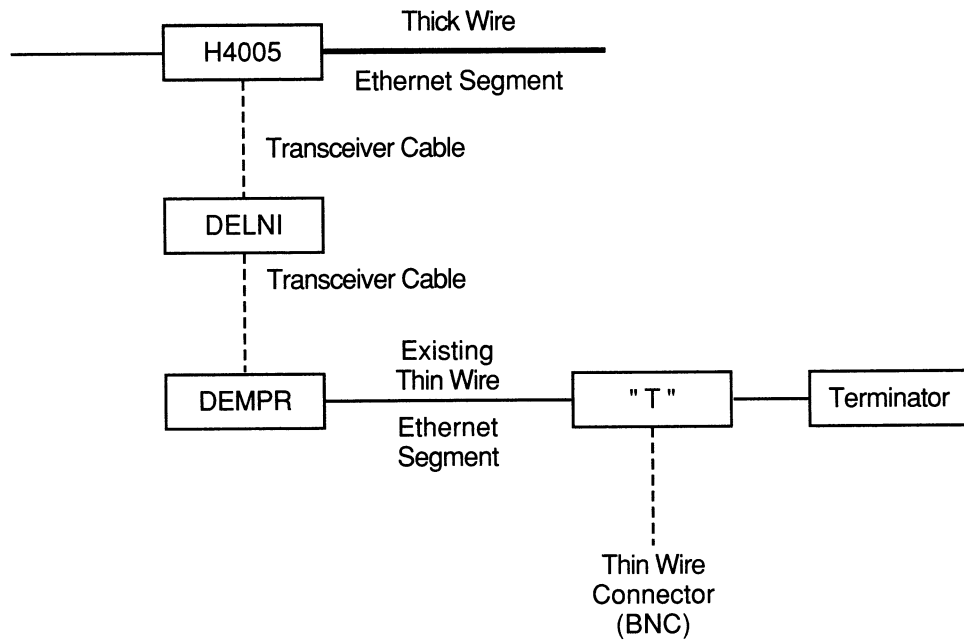 Thick Wire
H4005
Ethernet Segment
Transceiver Cable
DELNI
Transceiver Cable
Existing
Thin Wire
DEMPR
" T "
Terminator
Ethernet
Segment
Thin Wire
Connector
(BNC)